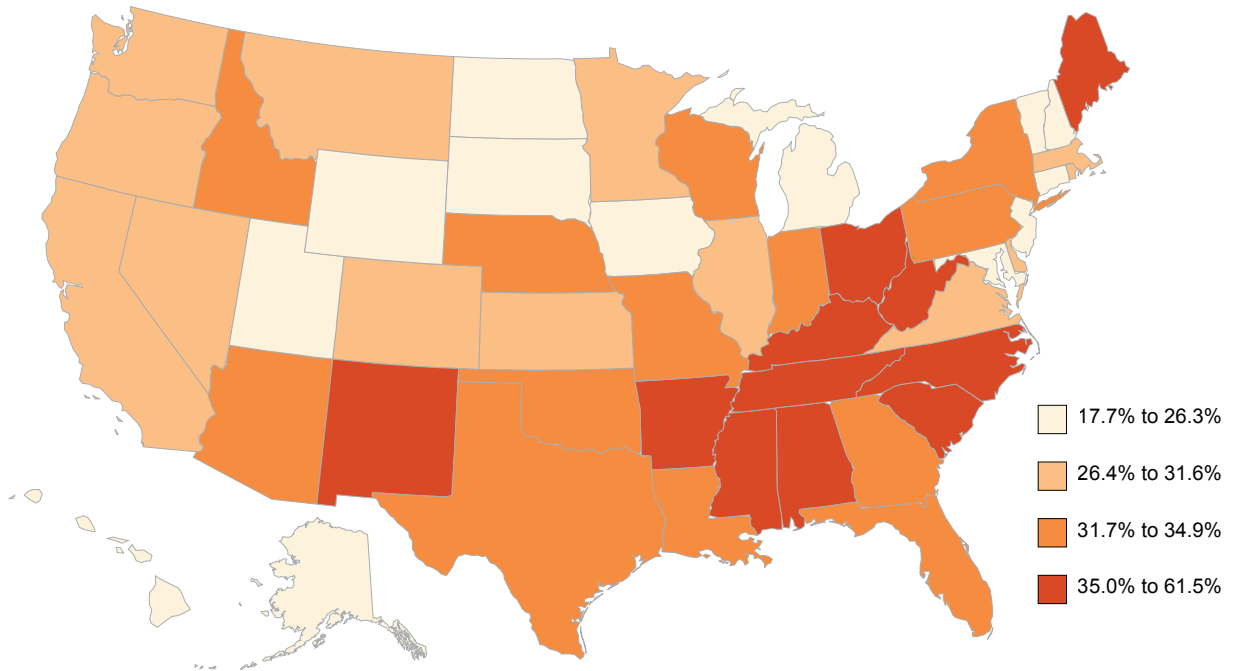 17.7% to 26.3%
26.4% to 31.6%
31.7% to 34.9%
35.0% to 61.5%